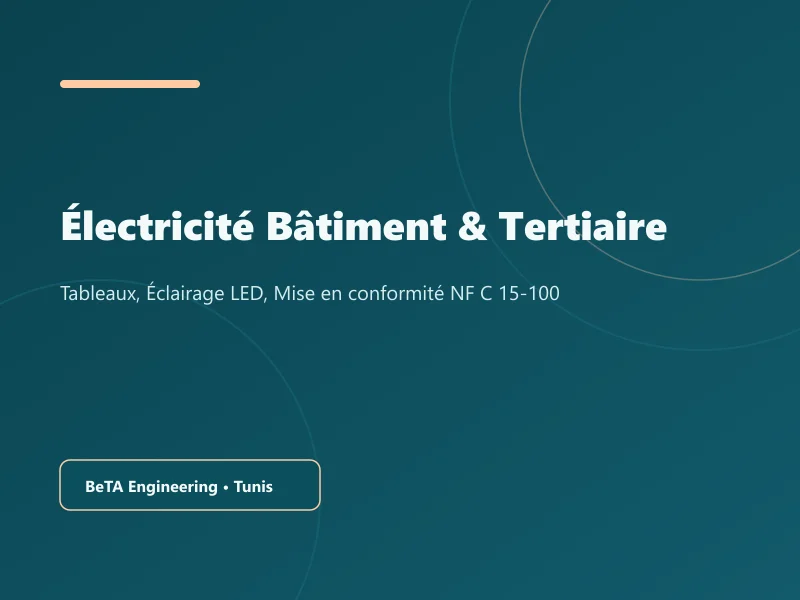 Électricité Bâtiment & Tertiaire
Tableaux, Éclairage LED, Mise en conformité NF C 15-100
BeTA Engineering • Tunis